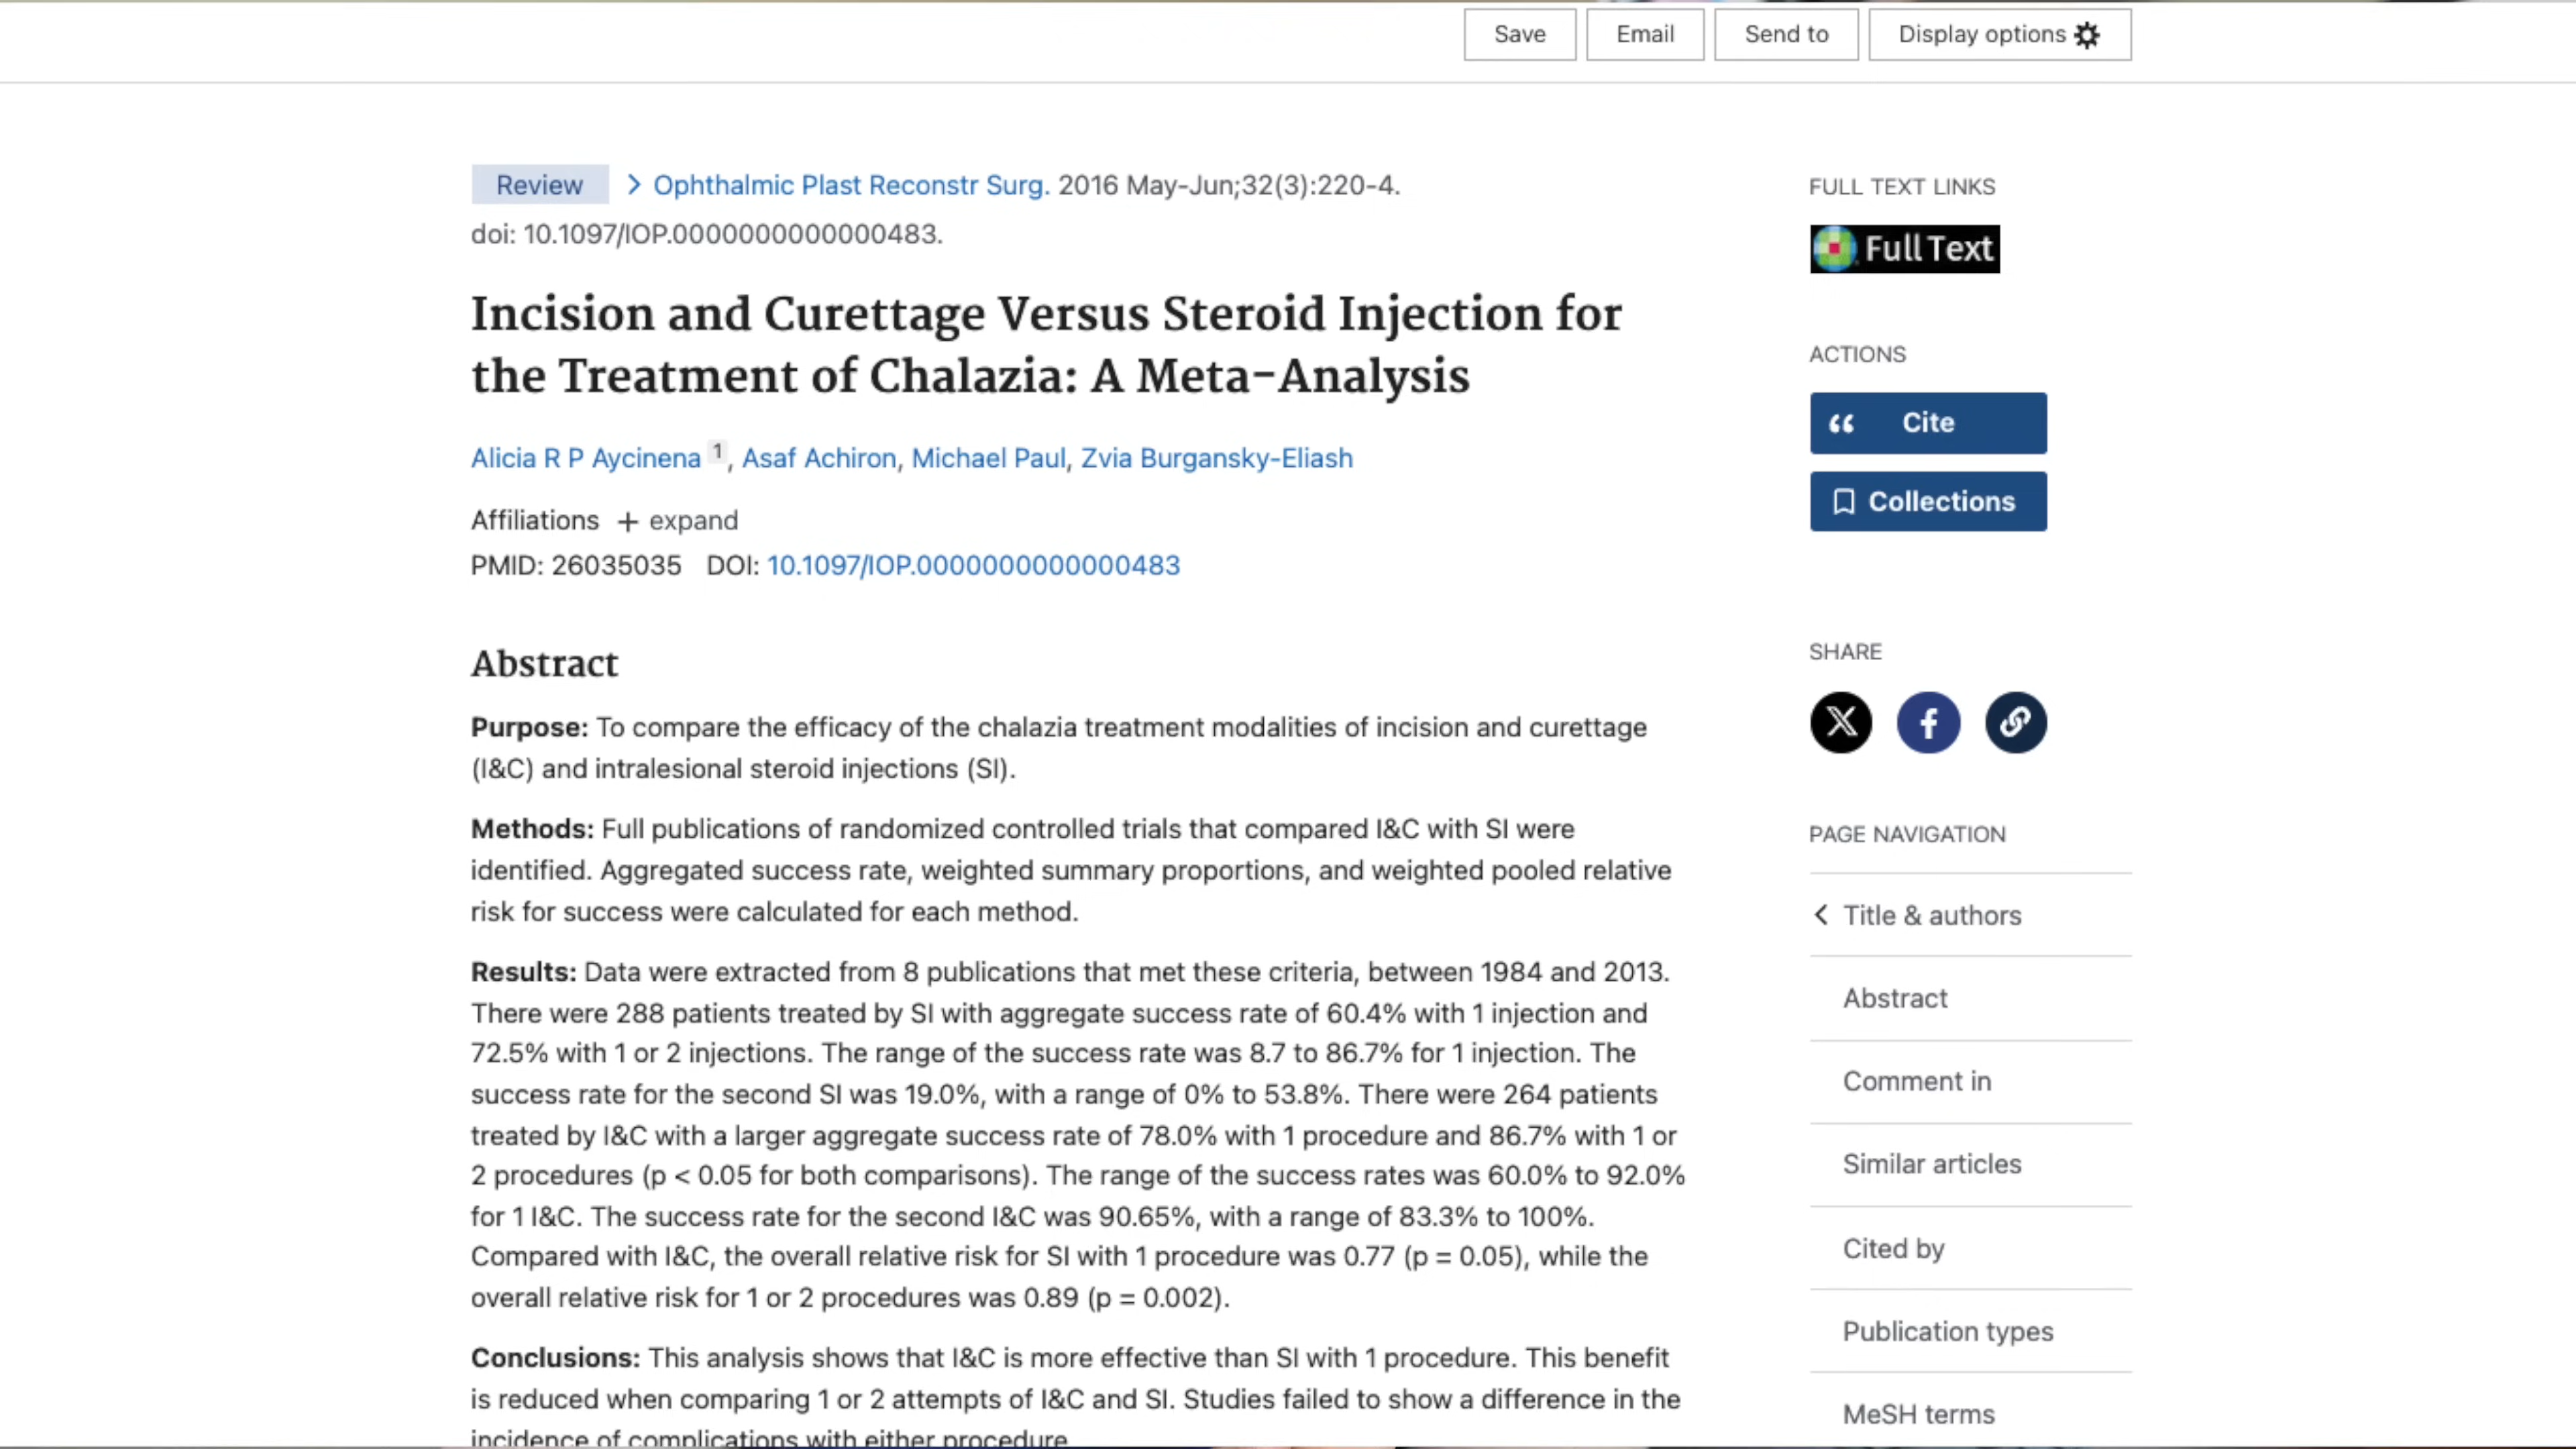 Save Email Send to Display options
Review > Ophthalmic Plast Reconstr Surg. 2016 May-Jun;32(3):220-4.
doi: 10.1097/IOP.0000000000000483.
Incision and Curettage Versus Steroid Injection for
the Treatment of Chalazia: A Meta-Analysis
Alicia R P Aycinena 1, Asaf Achiron, Michael Paul, Zvia Burgansky-Eliash
Affiliations + expand
PMID: 26035035 DOI: 10.1097/IOP.0000000000000483
Abstract
Purpose: To compare the efficacy of the chalazia treatment modalities of incision and curettage
(I&C) and intralesional steroid injections (SI).
Methods: Full publications of randomized controlled trials that compared I&C with SI were
identified. Aggregated success rate, weighted summary proportions, and weighted pooled relative
risk for success were calculated for each method.
Results: Data were extracted from 8 publications that met these criteria, between 1984 and 2013.
There were 288 patients treated by SI with aggregate success rate of 60.4% with 1 injection and
72.5% with 1 or 2 injections. The range of the success rate was 8.7 to 86.7% for 1 injection. The
success rate for the second SI was 19.0%, with a range of 0% to 53.8%. There were 264 patients
treated by I&C with a larger aggregate success rate of 78.0% with 1 procedure and 86.7% with 1 or
2 procedures (p < 0.05 for both comparisons). The range of the success rates was 60.0% to 92.0%
for 1 I&C. The success rate for the second I&C was 90.65%, with a range of 83.3% to 100%.
Compared with I&C, the overall relative risk for SI with 1 procedure was 0.77 (p = 0.05), while the
overall relative risk for 1 or 2 procedures was 0.89 (p = 0.002).
Conclusions: This analysis shows that I&C is more effective than SI with 1 procedure. This benefit
is reduced when comparing 1 or 2 attempts of I&C and SI. Studies failed to show a difference in the
incidence of complications with either procedure
FULL TEXT LINKS
Full Text
ACTIONS
Cite
Collections
SHARE
PAGE NAVIGATION
< Title & authors
Abstract
Comment in
Similar articles
Cited by
Publication types
MeSH terms